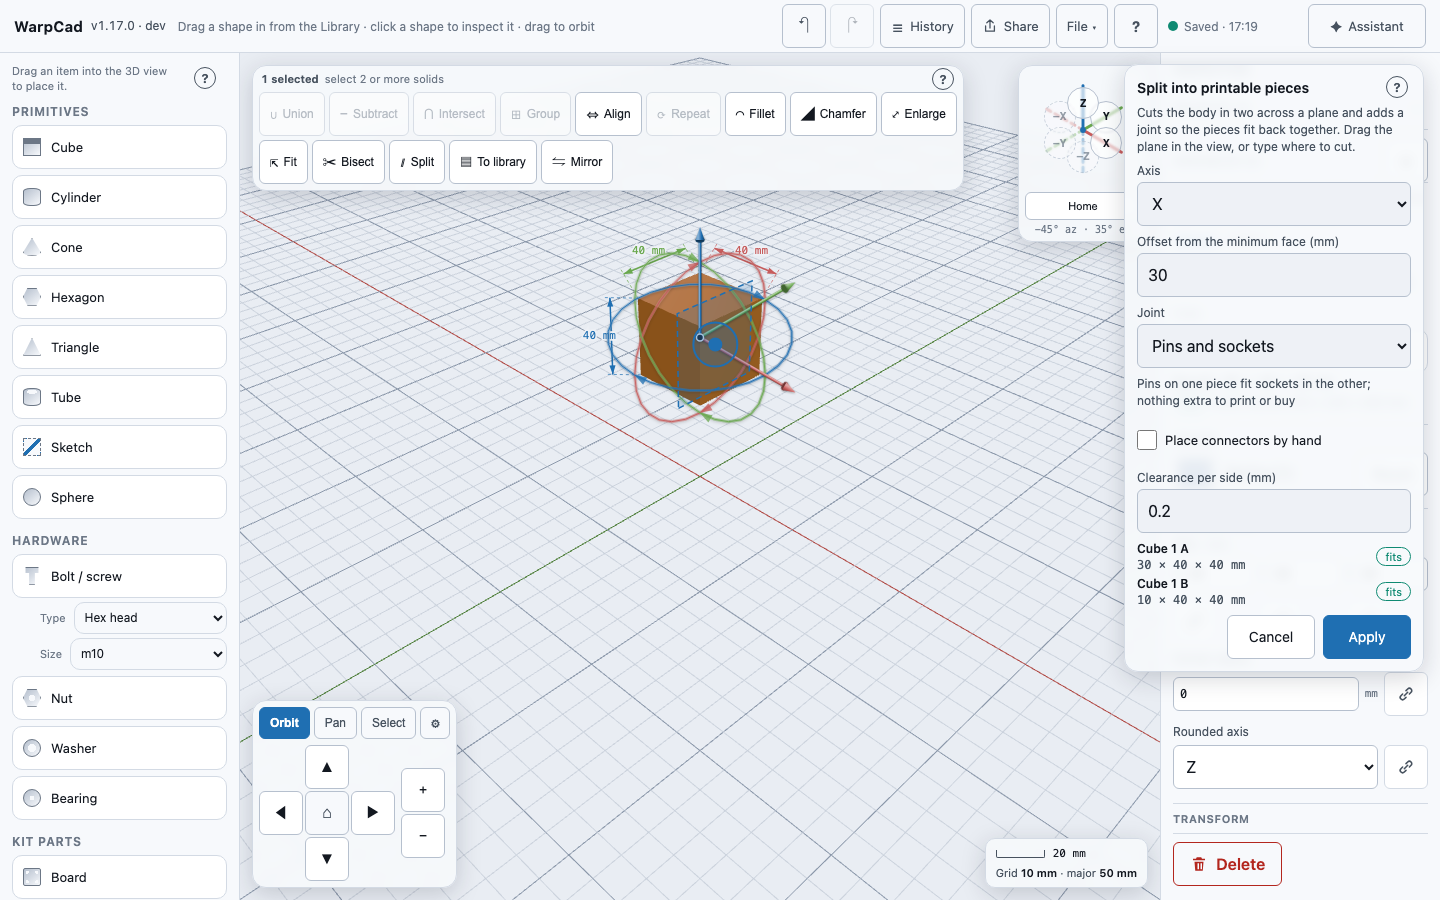 WarpCad v1.17.0 · dev Drag a shape in from the Library · click a shape to inspect it · drag to orbit
History
Share
File
?
Saved · 17:19
Assistant
Drag an item into the 3D view
to place it.
?
PRIMITIVES
Cube
Cylinder
Cone
Hexagon
Triangle
Tube
Sketch
Sphere
HARDWARE
Bolt / screw
Type Hex head
Size m10
Nut
Washer
Bearing
KIT PARTS
Board
1 selected select 2 or more solids
?
Union
Subtract
Intersect
Group
Align
Repeat
Fillet
Chamfer
Enlarge
Fit
Bisect
Split
To library
Mirror
40 mm
40 mm
40 mm
Z
Y
X
−X
−Y
−Z
Home
−45° az · 35° e
Split into printable pieces
?
Cuts the body in two across a plane and adds a
joint so the pieces fit back together. Drag the
plane in the view, or type where to cut.
Axis
X
Offset from the minimum face (mm)
30
Joint
Pins and sockets
Pins on one piece fit sockets in the other;
nothing extra to print or buy
Place connectors by hand
Clearance per side (mm)
0.2
Cube 1 A
30 × 40 × 40 mm
fits
Cube 1 B
10 × 40 × 40 mm
fits
Cancel
Apply
0 mm
Rounded axis
Z
TRANSFORM
Delete
Orbit
Pan
Select
+
−
20 mm
Grid 10 mm · major 50 mm